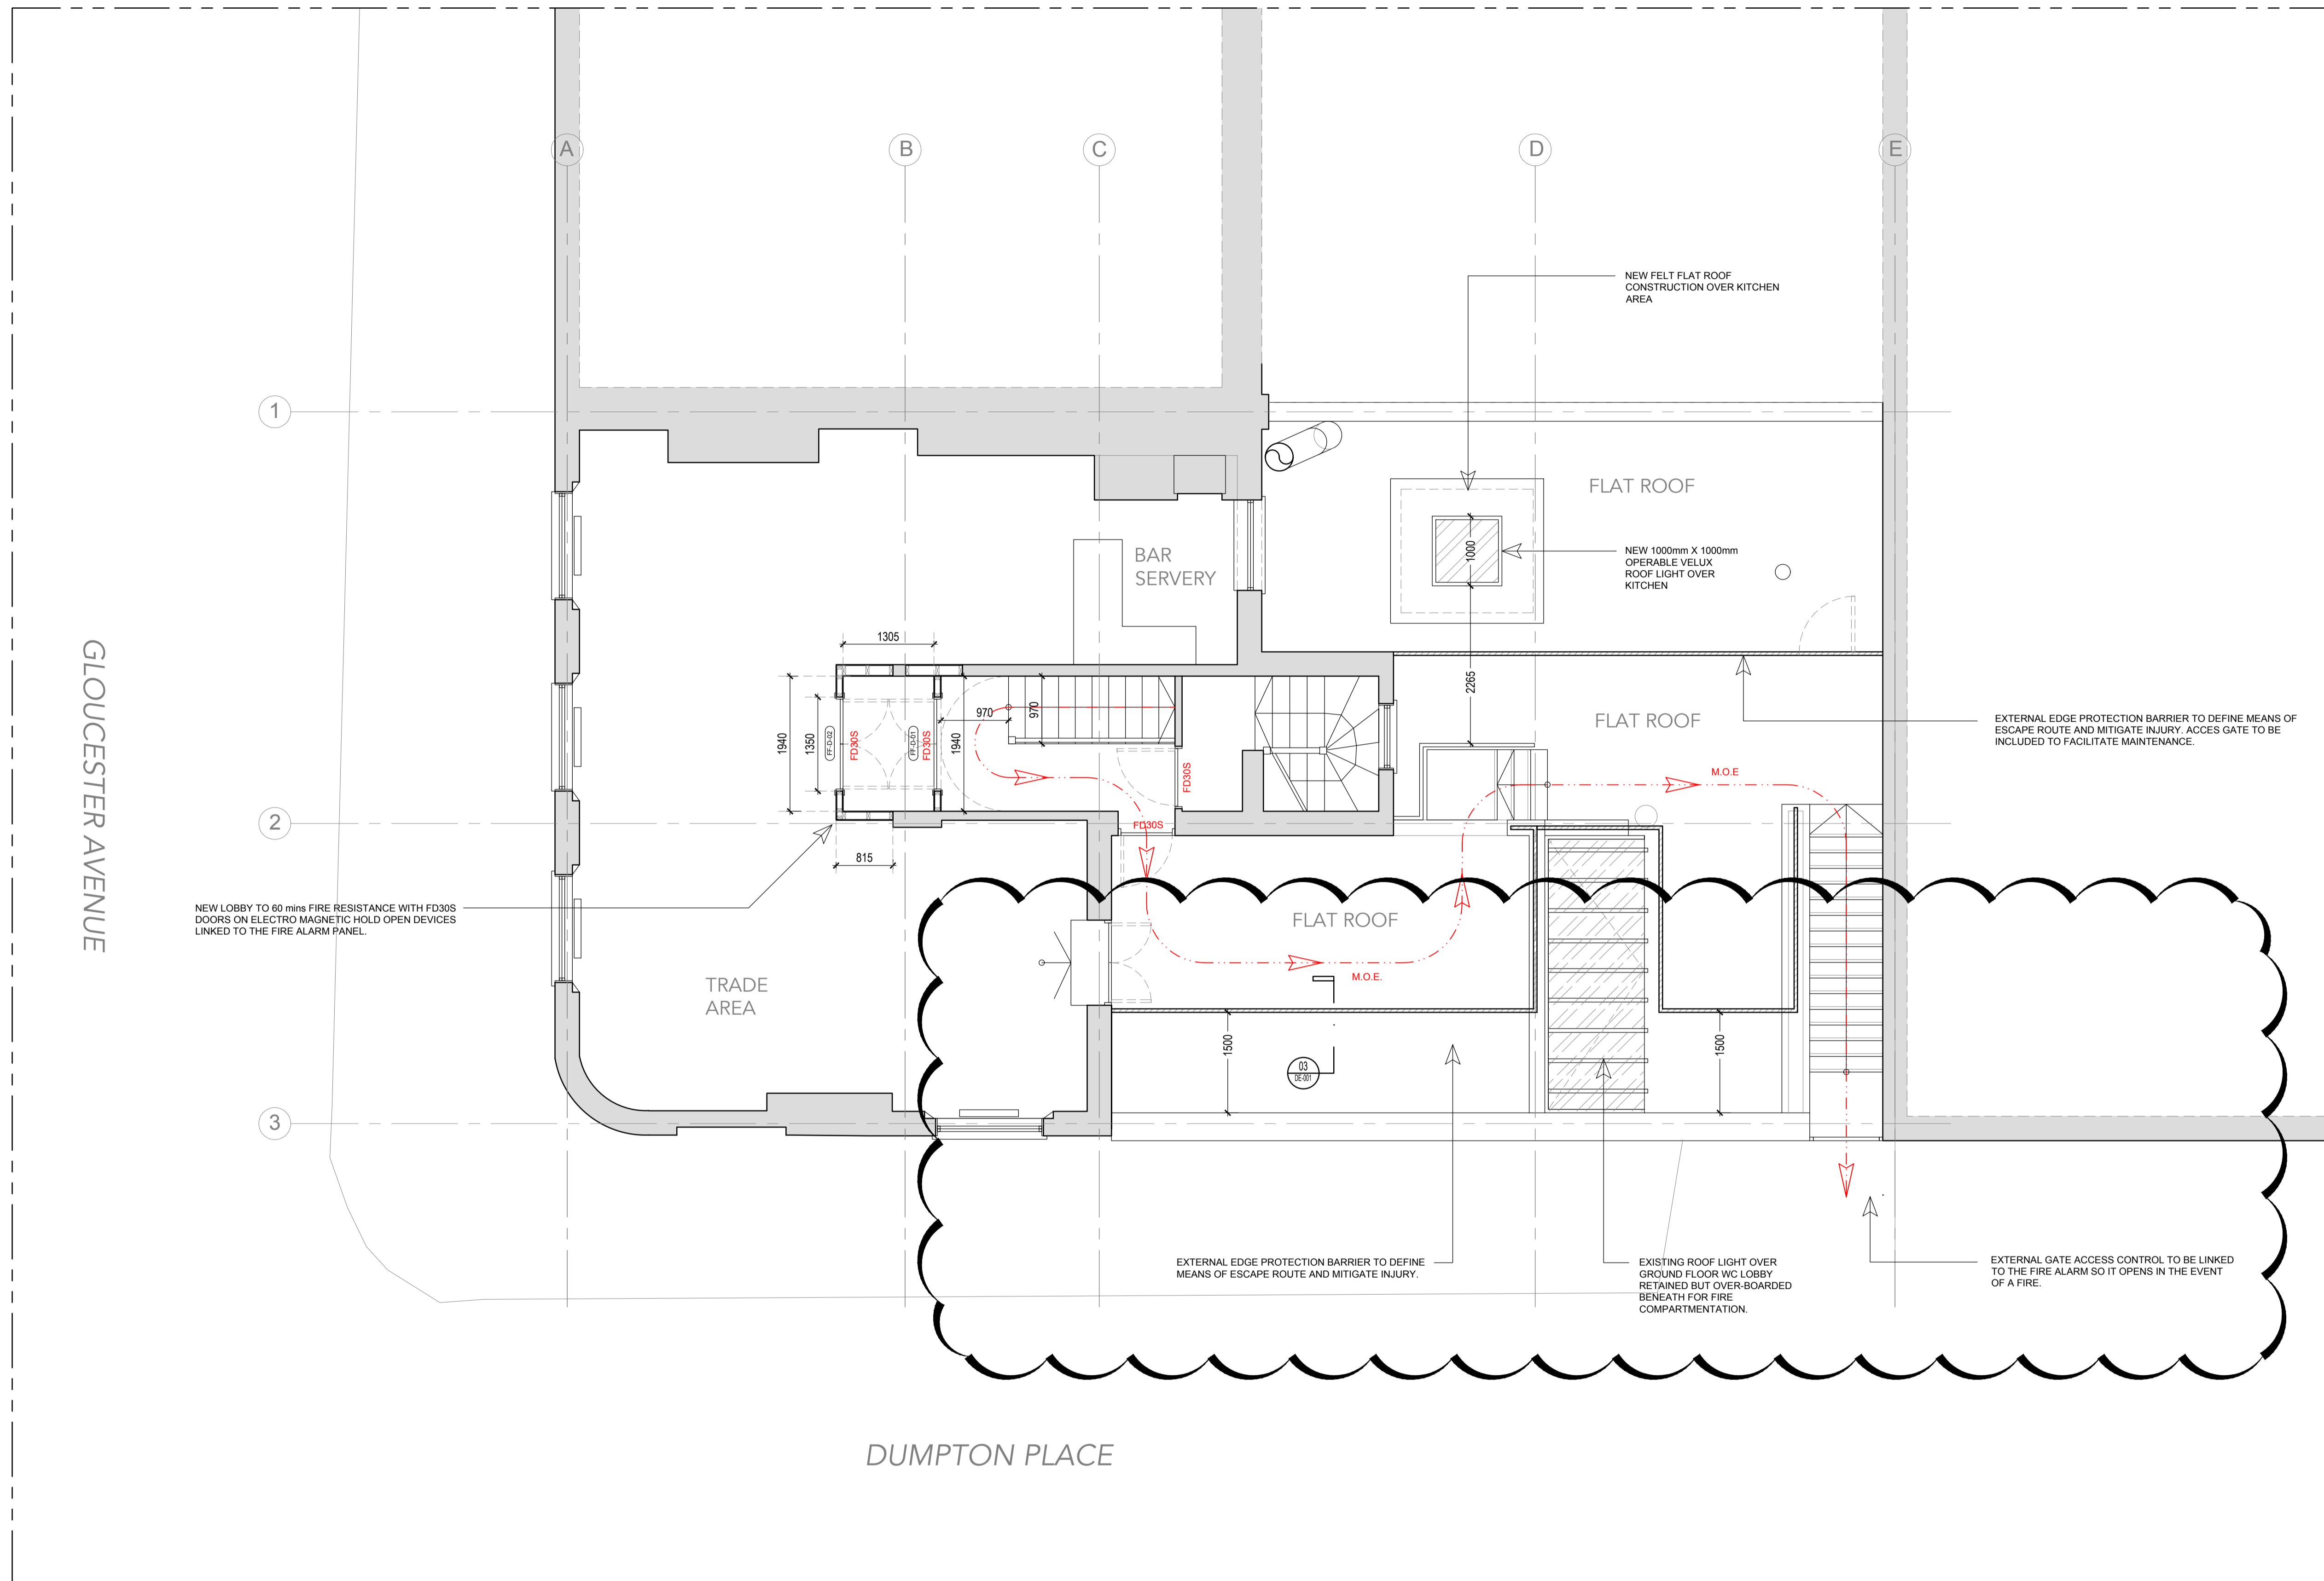 A
B
C
D
E
NEW FELT FLAT ROOF
CONSTRUCTION OVER KITCHEN
AREA
1
FLAT ROOF
BAR
SERVERY
1000
NEW 1000mm X 1000mm
OPERABLE VELUX
ROOF LIGHT OVER
KITCHEN
GLOUCESTER AVENUE
1305
2265
FLAT ROOF
EXTERNAL EDGE PROTECTION BARRIER TO DEFINE MEANS OF
ESCAPE ROUTE AND MITIGATE INJURY. ACCES GATE TO BE
INCLUDED TO FACILITATE MAINTENANCE.
970
970
1940
1350
FF-D-02
FD30S
FF-D-01
FD30S
1940
FD30S
M.O.E
2
FD30S
815
NEW LOBBY TO 60 mins FIRE RESISTANCE WITH FD30S
DOORS ON ELECTRO MAGNETIC HOLD OPEN DEVICES
LINKED TO THE FIRE ALARM PANEL.
FLAT ROOF
M.O.E.
TRADE
AREA
1500
1500
03
DE-001
3
EXTERNAL EDGE PROTECTION BARRIER TO DEFINE
MEANS OF ESCAPE ROUTE AND MITIGATE INJURY.
EXISTING ROOF LIGHT OVER
GROUND FLOOR WC LOBBY
RETAINED BUT OVER-BOARDED
BENEATH FOR FIRE
COMPARTMENTATION.
EXTERNAL GATE ACCESS CONTROL TO BE LINKED
TO THE FIRE ALARM SO IT OPENS IN THE EVENT
OF A FIRE.
DUMPTON PLACE